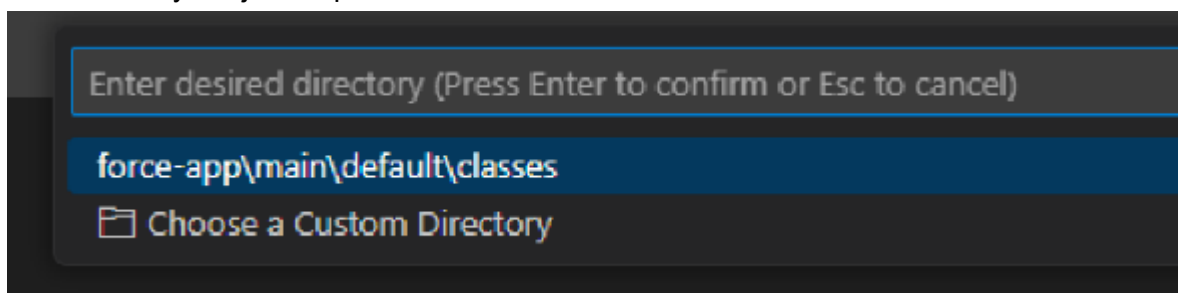 Enter desired directory (Press Enter to confirm or Esc to cancel)
force-app\main\default\classes
Choose a Custom Directory